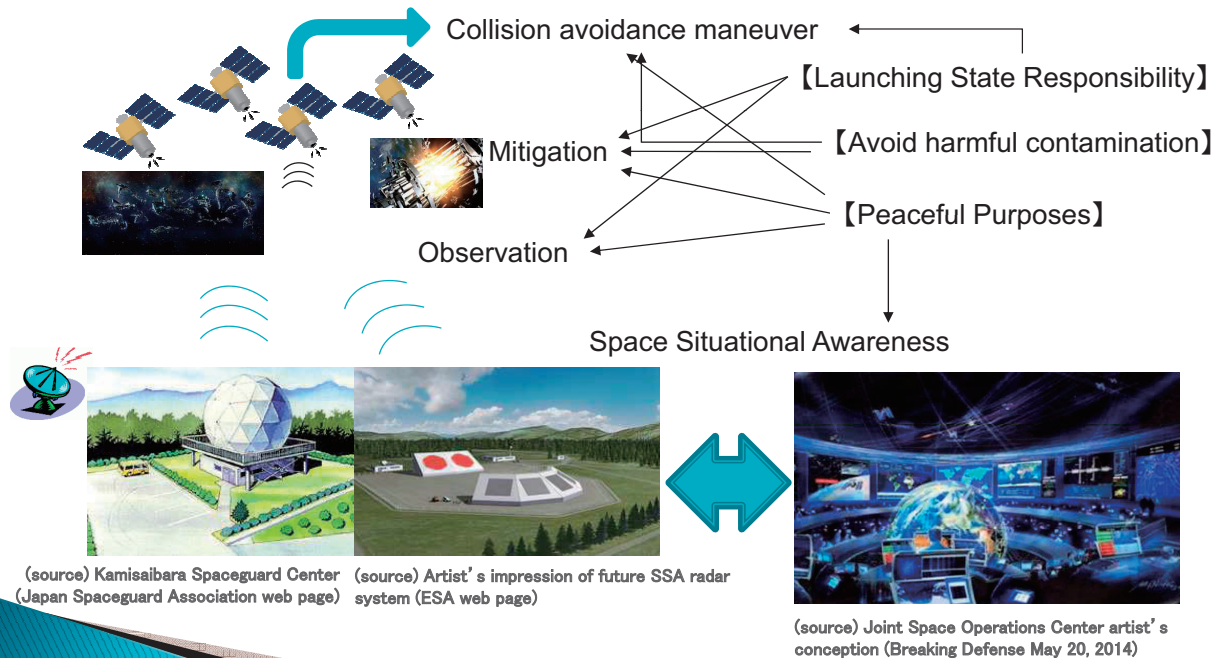 Collision avoidance maneuver
【Launching State Responsibility】
Mitigation
【Avoid harmful contamination】
【Peaceful Purposes】
Observation
Space Situational Awareness
(source) Kamisaibara Spaceguard Center
(Japan Spaceguard Association web page)
(source) Artist's impression of future SSA radar
system (ESA web page)
(source) Joint Space Operations Center artist's
conception (Breaking Defense May 20, 2014)